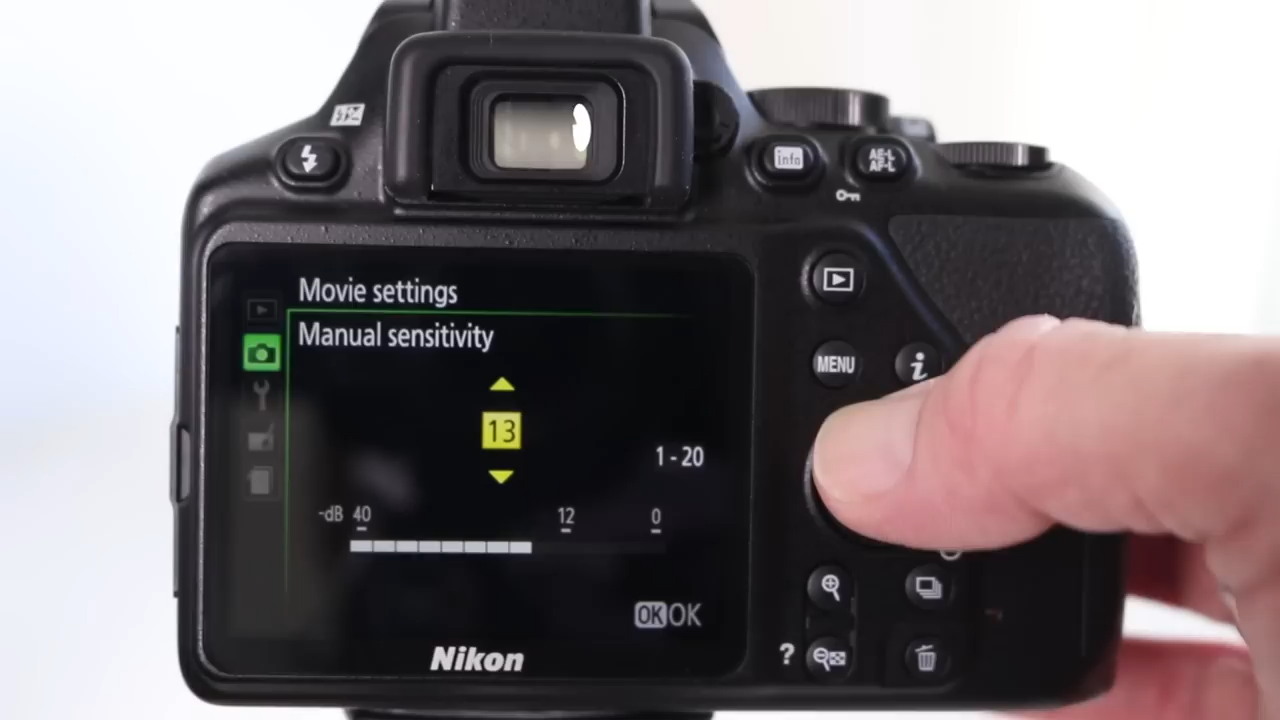 info
AE-L
AF-L
Movie settings
Manual sensitivity
13
1 - 20
-dB 40 12 0
OK OK
MENU
i
?
Nikon